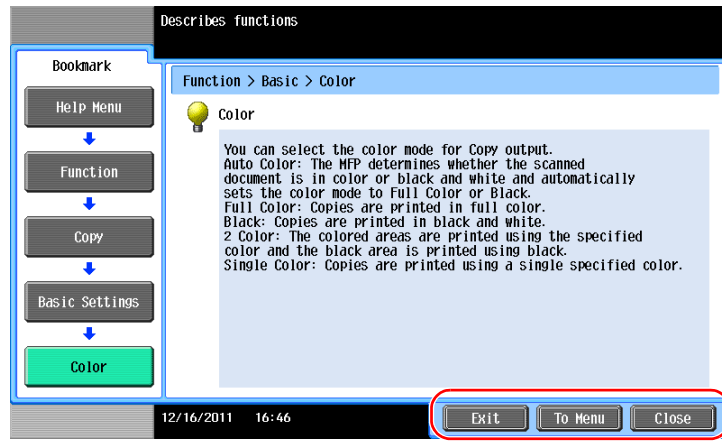 Describes functions
Bookmark
Help Menu
Function
Copy
Basic Settings
Color
Function > Basic > Color
Color
You can select the color mode for Copy output.
Auto Color: The MFP determines whether the scanned
document is in color or black and white and automatically
sets the color mode to Full Color or Black.
Full Color: Copies are printed in full color.
Black: Copies are printed in black and white.
2 Color: The colored areas are printed using the specified
color and the black area is printed using black.
Single Color: Copies are printed using a single specified color.
12/16/2011 16:46
Exit
To Menu
Close